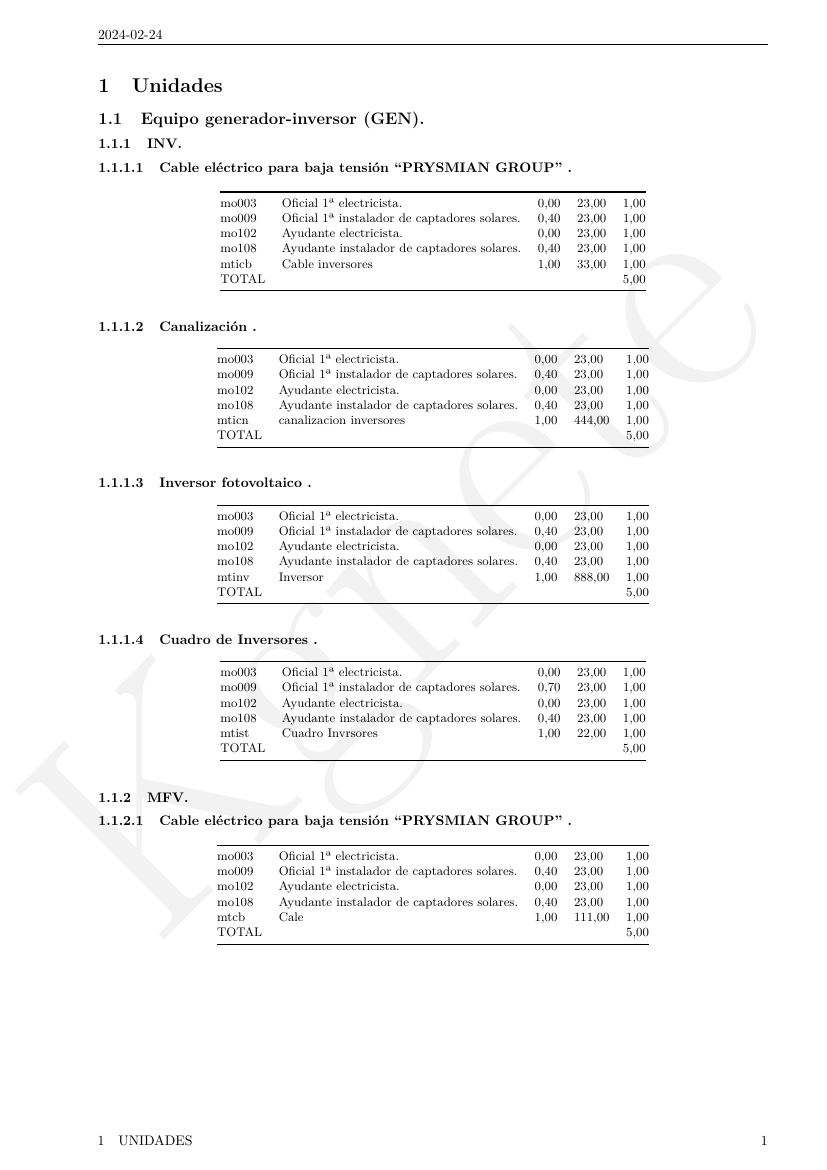 2024-02-24
1 Unidades
1.1 Equipo generador-inversor (GEN).
1.1.1 INV.
1.1.1.1 Cable eléctrico para baja tensión “PRYSMIAN GROUP” .
mo003 Oficial 1ª electricista. 0,00 23,00 1,00
mo009 Oficial 1ª instalador de captadores solares. 0,40 23,00 1,00
mo102 Ayudante electricista. 0,00 23,00 1,00
mo108 Ayudante instalador de captadores solares. 0,40 23,00 1,00
mticb Cable inversores 1,00 33,00 1,00
TOTAL 5,00
1.1.1.2 Canalización .
mo003 Oficial 1ª electricista. 0,00 23,00 1,00
mo009 Oficial 1ª instalador de captadores solares. 0,40 23,00 1,00
mo102 Ayudante electricista. 0,00 23,00 1,00
mo108 Ayudante instalador de captadores solares. 0,40 23,00 1,00
mticn canalizacion inversores 1,00 444,00 1,00
TOTAL 5,00
1.1.1.3 Inversor fotovoltaico .
mo003 Oficial 1ª electricista. 0,00 23,00 1,00
mo009 Oficial 1ª instalador de captadores solares. 0,40 23,00 1,00
mo102 Ayudante electricista. 0,00 23,00 1,00
mo108 Ayudante instalador de captadores solares. 0,40 23,00 1,00
mtinv Inversor 1,00 888,00 1,00
TOTAL 5,00
1.1.1.4 Cuadro de Inversores .
mo003 Oficial 1ª electricista. 0,00 23,00 1,00
mo009 Oficial 1ª instalador de captadores solares. 0,70 23,00 1,00
mo102 Ayudante electricista. 0,00 23,00 1,00
mo108 Ayudante instalador de captadores solares. 0,40 23,00 1,00
mtist Cuadro Invrsores 1,00 22,00 1,00
TOTAL 5,00
1.1.2 MFV.
1.1.2.1 Cable eléctrico para baja tensión “PRYSMIAN GROUP” .
mo003 Oficial 1ª electricista. 0,00 23,00 1,00
mo009 Oficial 1ª instalador de captadores solares. 0,40 23,00 1,00
mo102 Ayudante electricista. 0,00 23,00 1,00
mo108 Ayudante instalador de captadores solares. 0,40 23,00 1,00
mtcb Cale 1,00 111,00 1,00
TOTAL 5,00
Kgnete
1 UNIDADES 1